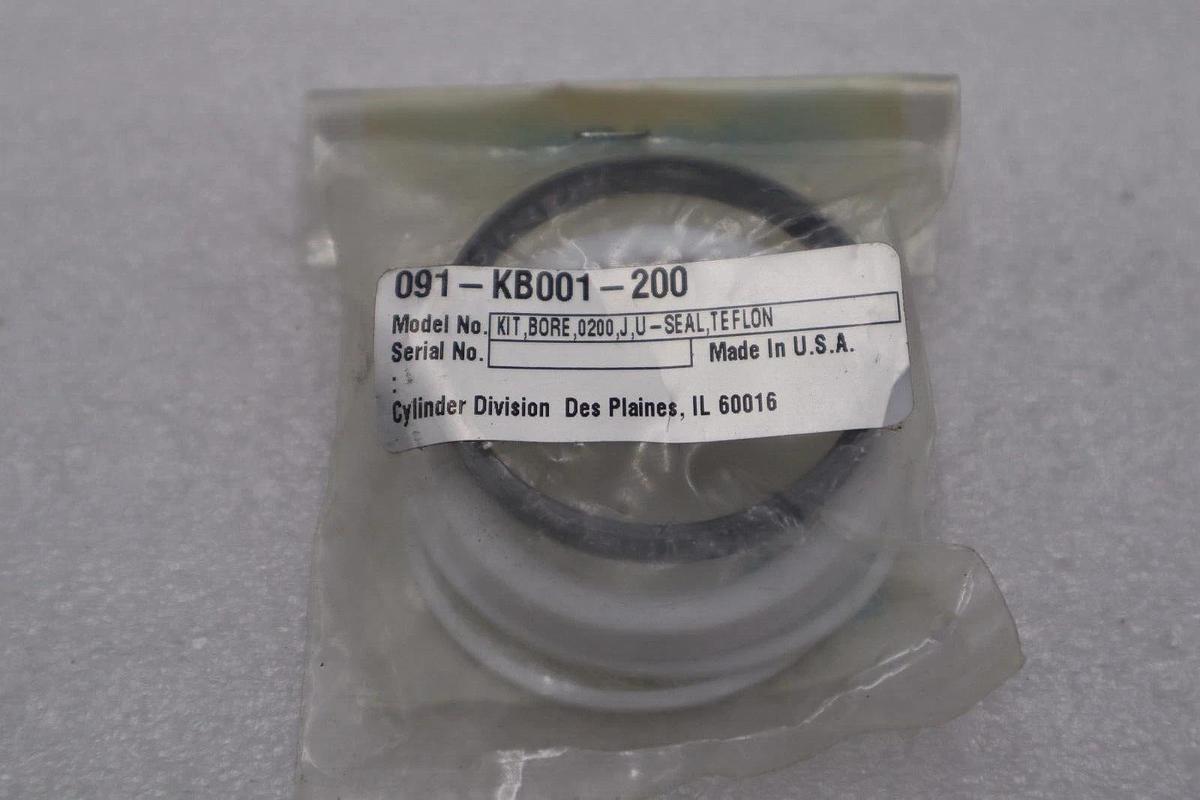 091-KB001-200
Model No. KIT,BORE,0200,J,U-SEAL,TEFLON
Serial No. Made In U.S.A.
:
Cylinder Division Des Plaines, IL 60016